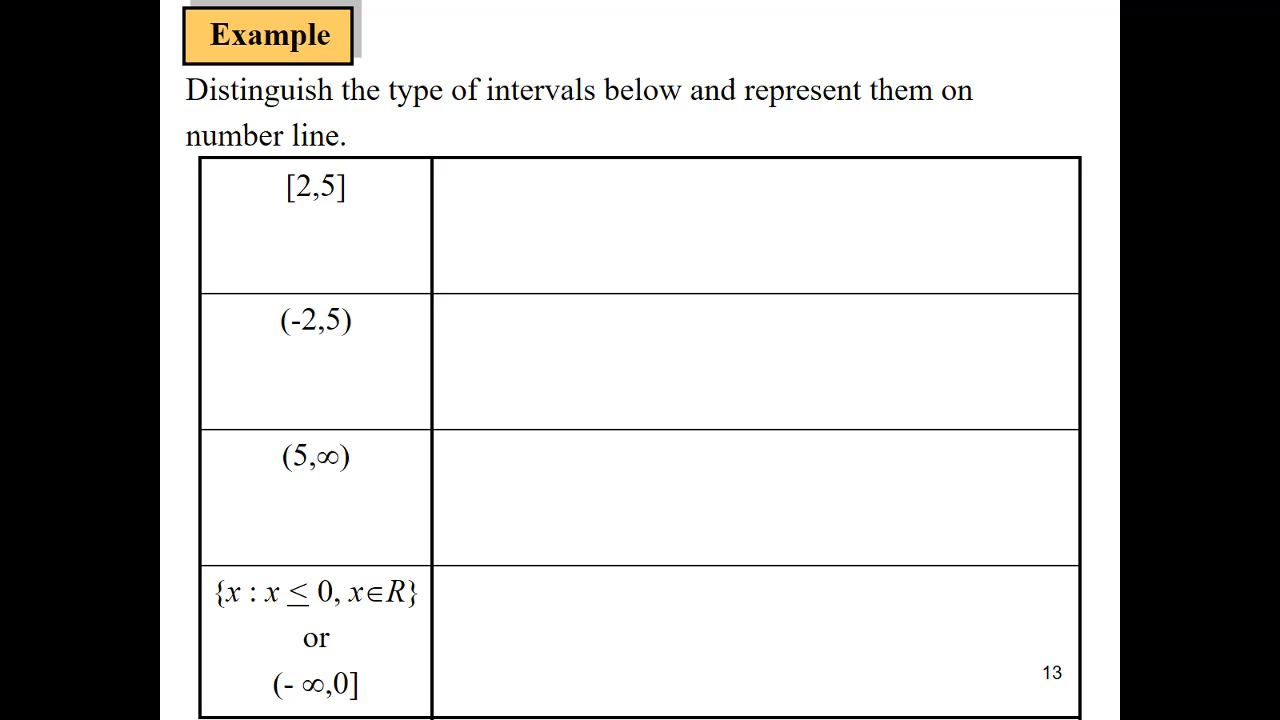 Example
Distinguish the type of intervals below and represent them on
number line.
[2,5]
(-2,5)
(5,∞)
{x : x ≤ 0, x∈R}
or
(- ∞,0]
13